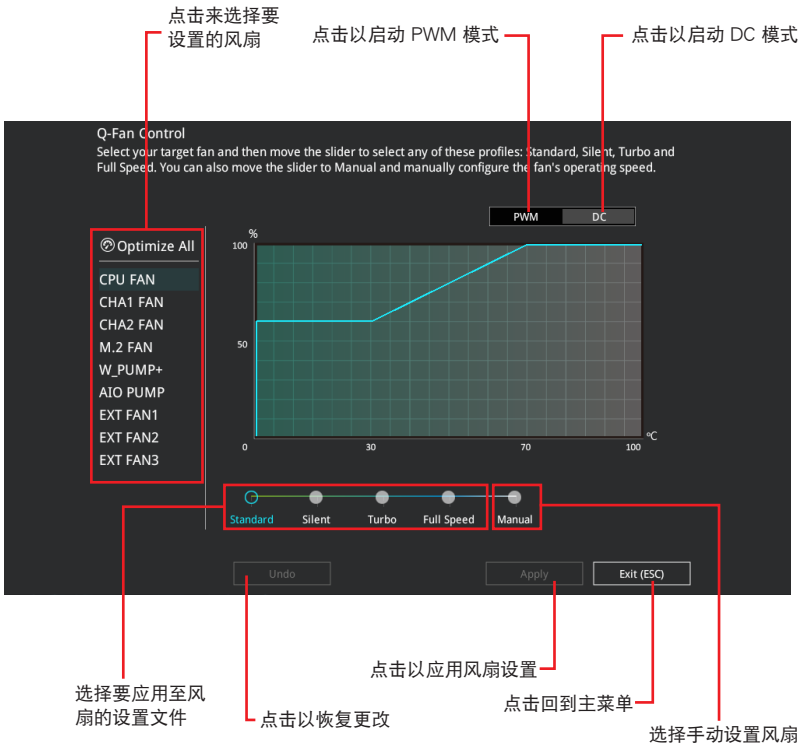 点击来选择要
设置的风扇
点击以启动 PWM 模式
点击以启动 DC 模式
Q-Fan Control
Select your target fan and then move the slider to select any of these profiles: Standard, Silent, Turbo and
Full Speed. You can also move the slider to Manual and manually configure the fan's operating speed.
PWM
DC
Optimize All
CPU FAN
CHA1 FAN
CHA2 FAN
M.2 FAN
W_PUMP+
AIO PUMP
EXT FAN1
EXT FAN2
EXT FAN3
%
100
50
0
30
70
100
ºC
Standard
Silent
Turbo
Full Speed
Manual
Undo
Apply
Exit (ESC)
选择要应用至风
扇的设置文件
点击以恢复更改
点击以应用风扇设置
点击回到主菜单
选择手动设置风扇